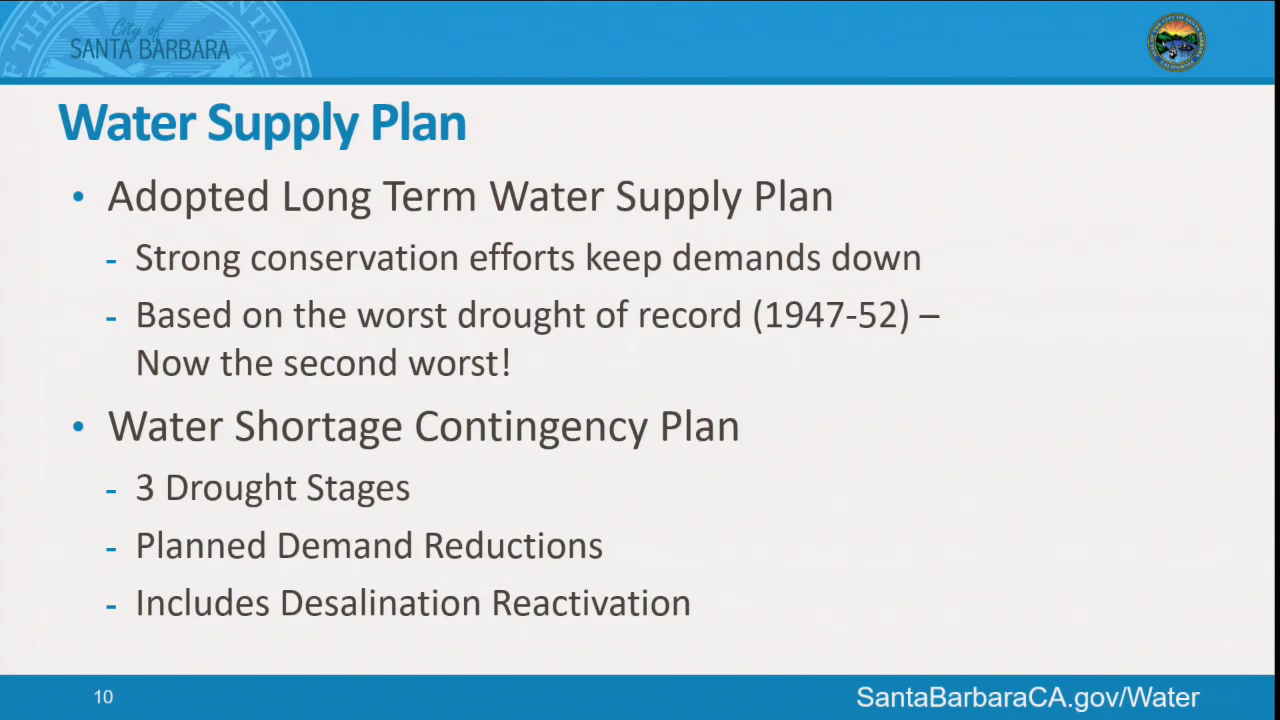 City of
SANTA BARBARA
Water Supply Plan
• Adopted Long Term Water Supply Plan
- Strong conservation efforts keep demands down
- Based on the worst drought of record (1947-52) –
Now the second worst!
• Water Shortage Contingency Plan
- 3 Drought Stages
- Planned Demand Reductions
- Includes Desalination Reactivation
10
SantaBarbaraCA.gov/Water